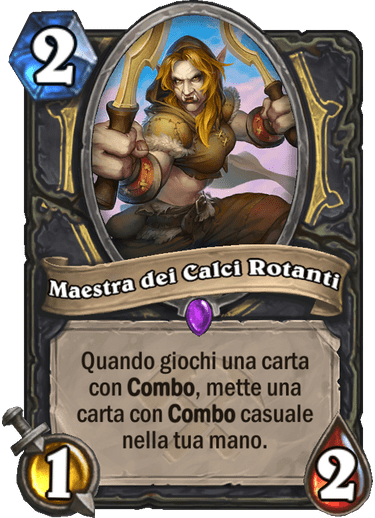 2
Maestra dei Calci Rotanti
Quando giochi una carta
con Combo, mette una
carta con Combo casuale
nella tua mano.
1
2